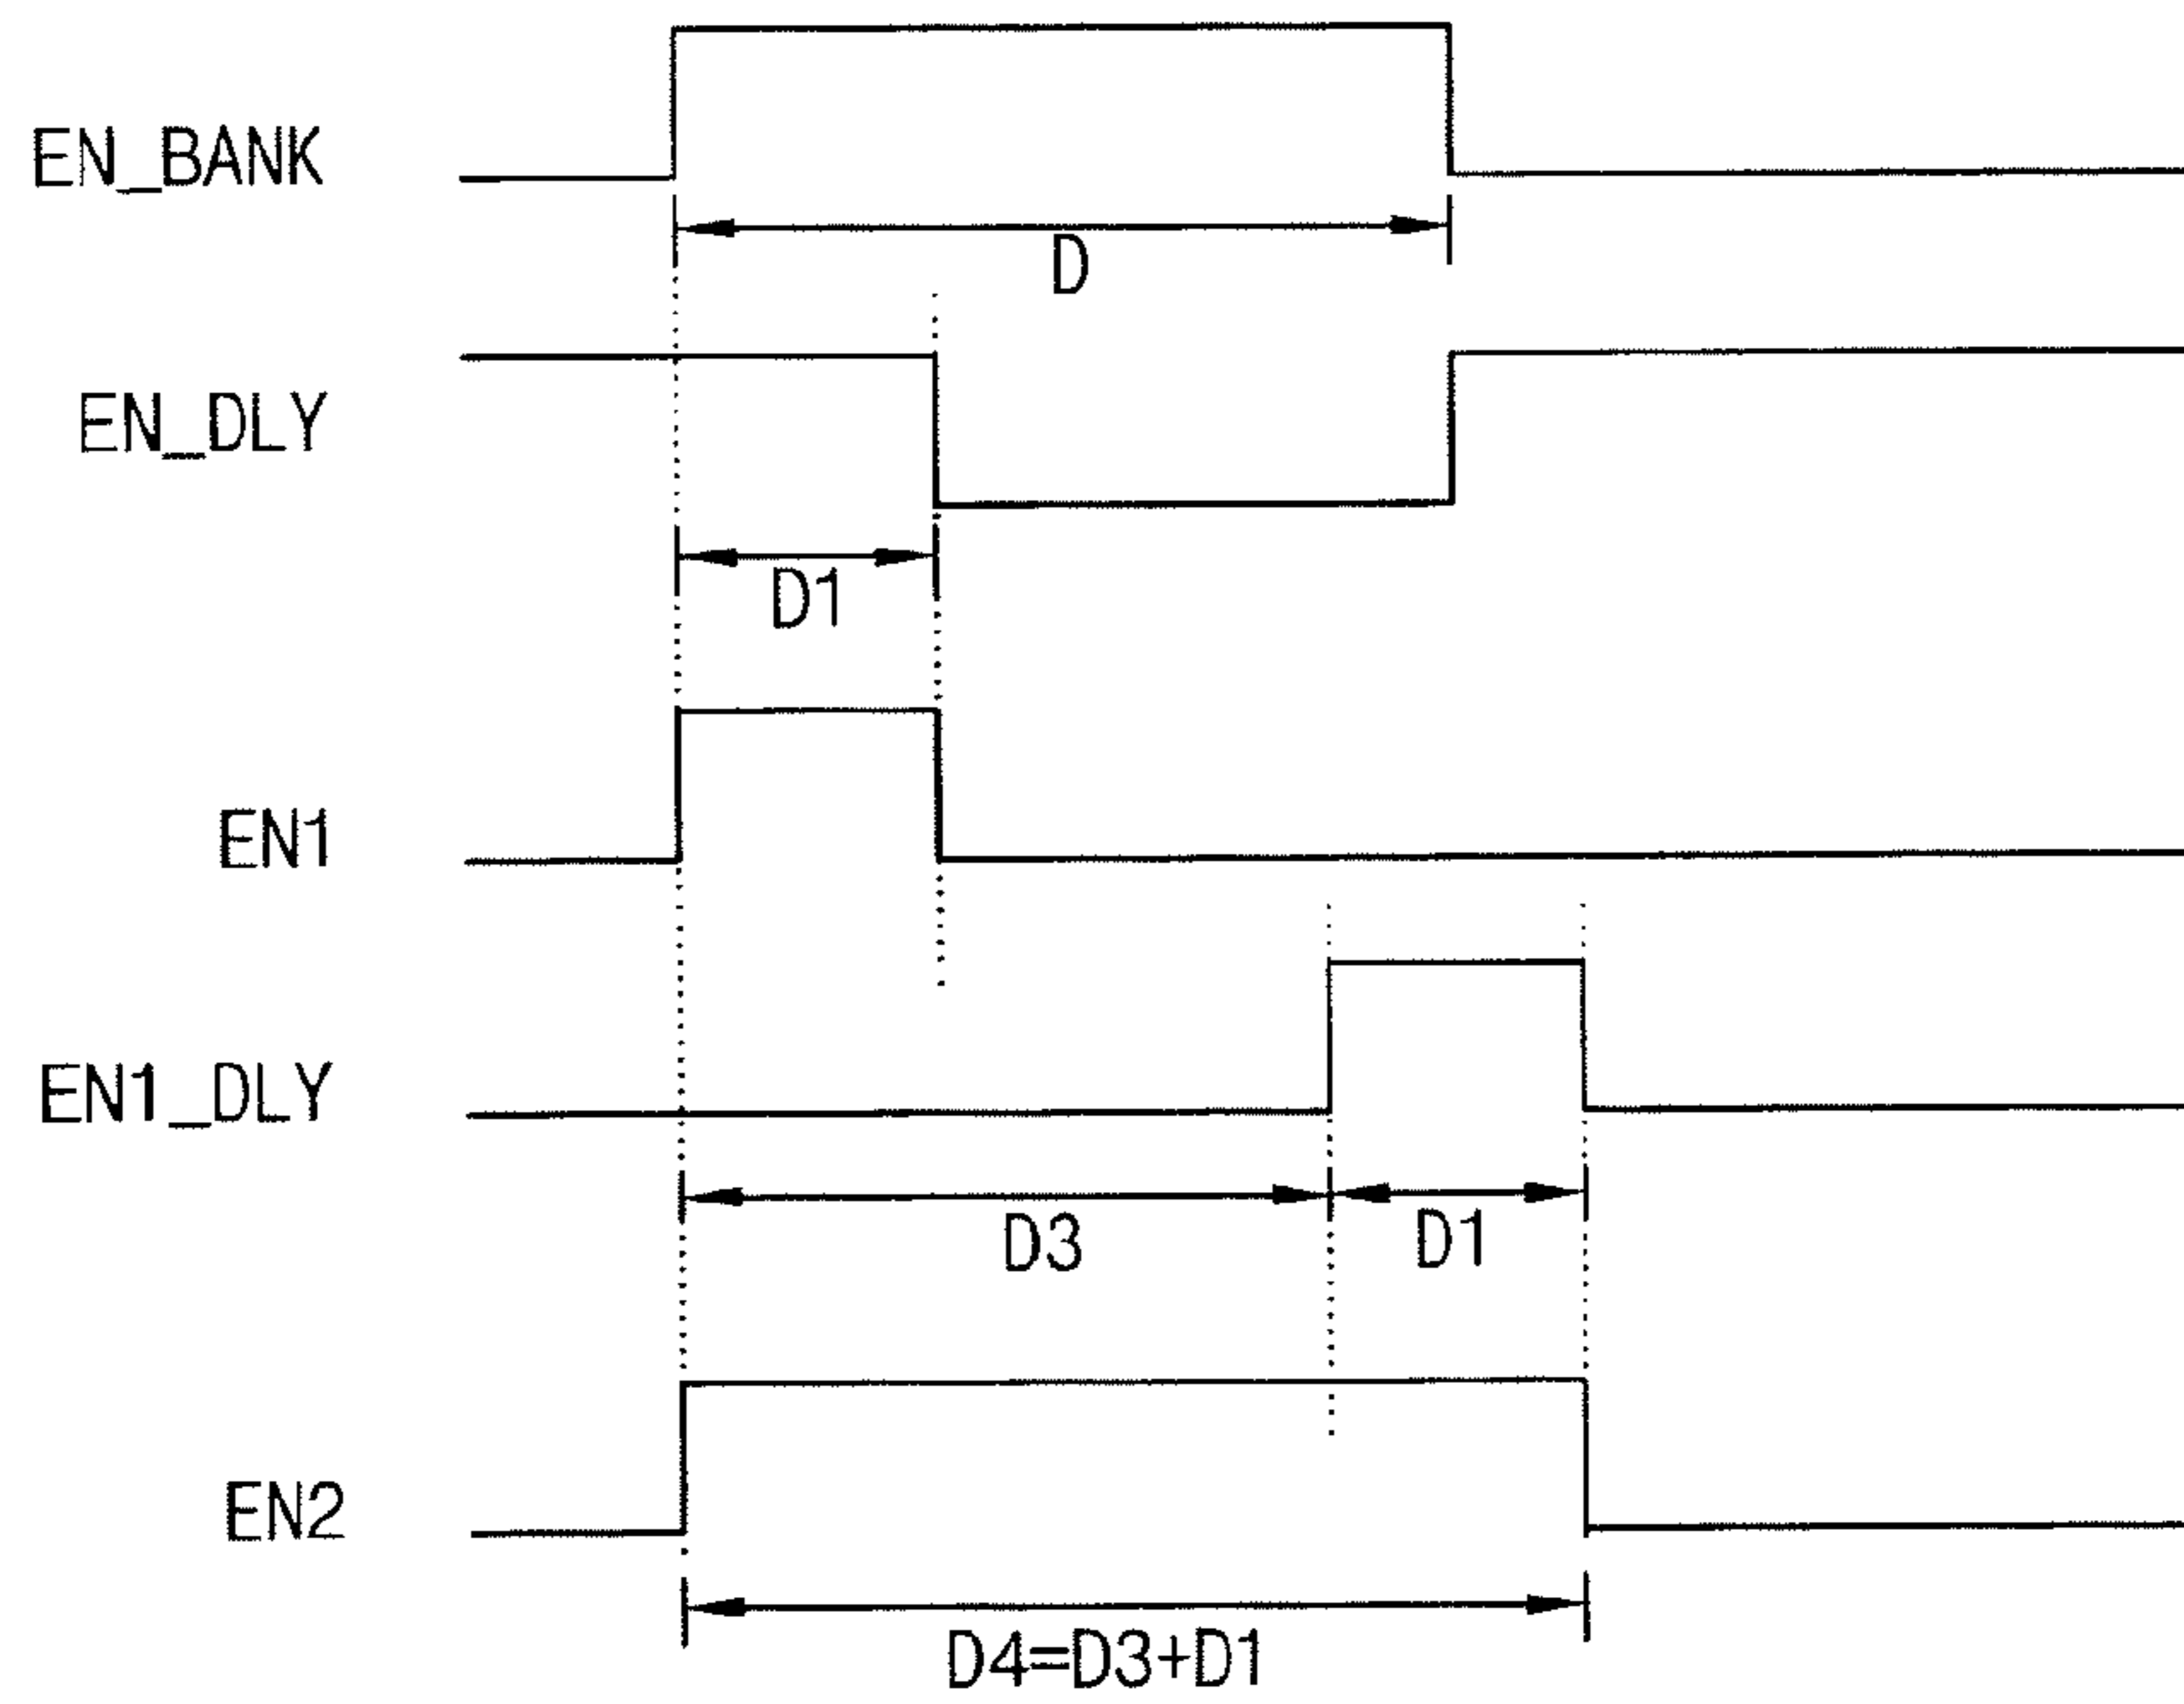 EN_BANK
D
EN_DLY
D1
EN1
EN1_DLY
D3
D1
EN2
D4=D3+D1